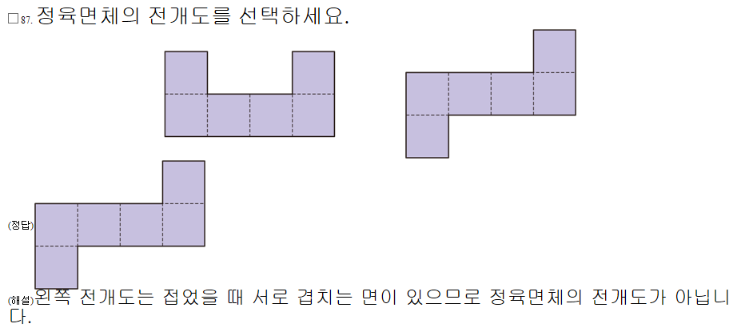 □ 87. 정육면체의 전개도를 선택하세요.
(정답)
(해설)왼쪽 전개도는 접었을 때 서로 겹치는 면이 있으므로 정육면체의 전개도가 아닙니
다.